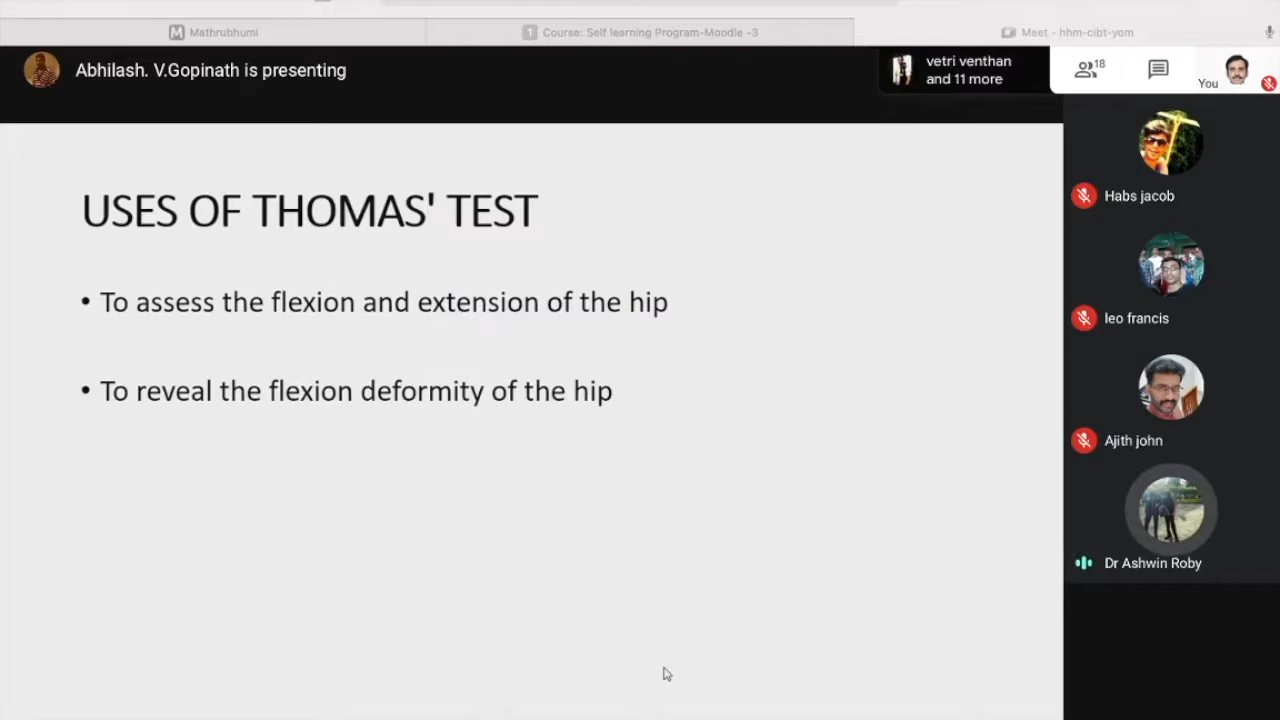 Mathrubhumi
1 Course: Self learning Program-Moodle -3
Meet - hhm-cibt-yom
Abhilash. V.Gopinath is presenting
vetri venthan
and 11 more
18
You
USES OF THOMAS' TEST
• To assess the flexion and extension of the hip
• To reveal the flexion deformity of the hip
Habs jacob
leo francis
Ajith john
Dr Ashwin Roby